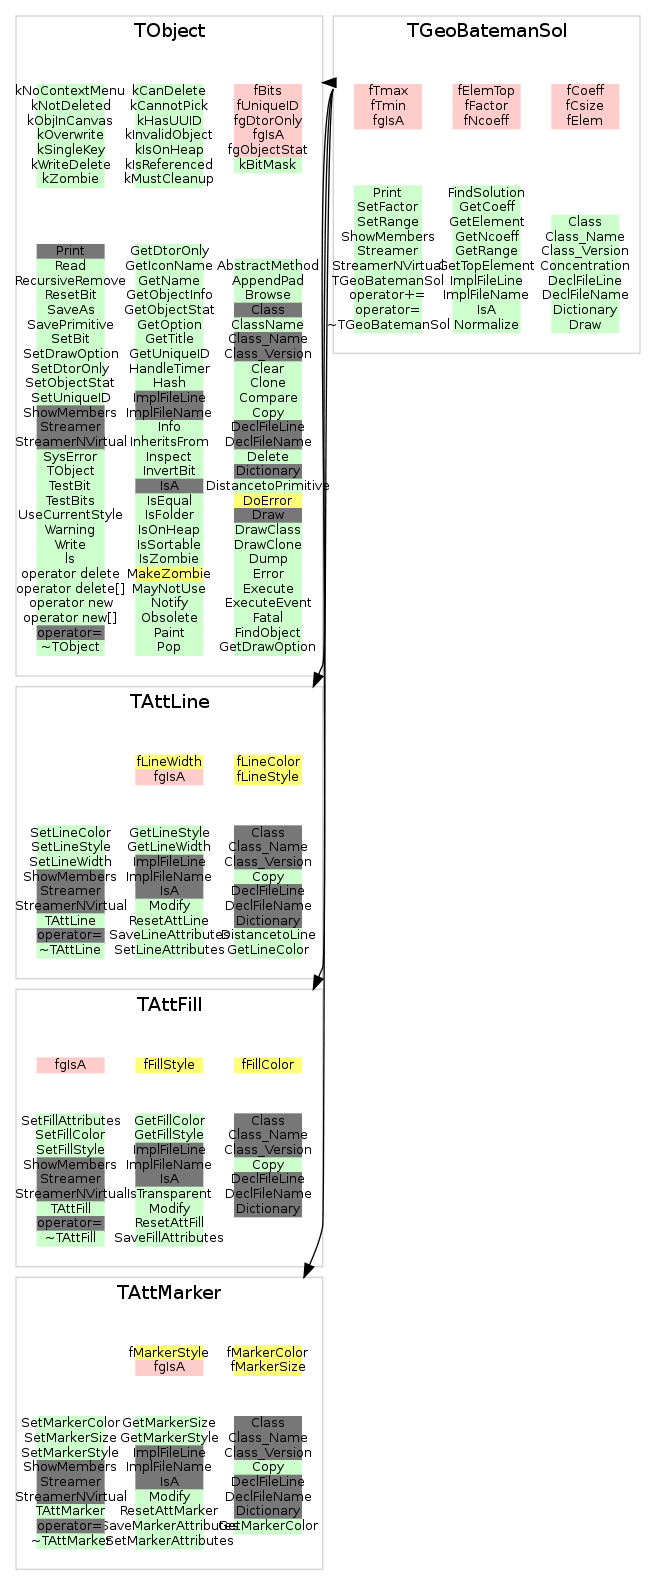 TObject
kNoContextMenu
kNotDeleted
kObjInCanvas
kOverwrite
kSingleKey
kWriteDelete
kZombie
kCanDelete
kCannotPick
kHasUUID
kInvalidObject
kIsOnHeap
kIsReferenced
kMustCleanup
fBits
fUniqueID
fgDtorOnly
fgIsA
fgObjectStat
kBitMask
Print
Read
RecursiveRemove
ResetBit
SaveAs
SavePrimitive
SetBit
SetDrawOption
SetDtorOnly
SetObjectStat
SetUniqueID
ShowMembers
Streamer
StreamerNVirtual
SysError
TObject
TestBit
TestBits
UseCurrentStyle
Warning
Write
ls
operator delete
operator delete[]
operator new
operator new[]
operator=
~TObject
GetDtorOnly
GetIconName
GetName
GetObjectInfo
GetObjectStat
GetOption
GetTitle
GetUniqueID
HandleTimer
Hash
ImplFileLine
ImplFileName
Info
InheritsFrom
Inspect
InvertBit
IsA
IsEqual
IsFolder
IsOnHeap
IsSortable
IsZombie
MakeZombie
MayNotUse
Notify
Obsolete
Paint
Pop
AbstractMethod
AppendPad
Browse
Class
ClassName
Class_Name
Class_Version
Clear
Clone
Compare
Copy
DeclFileLine
DeclFileName
Delete
Dictionary
DistancetoPrimitive
DoError
Draw
DrawClass
DrawClone
Dump
Error
Execute
ExecuteEvent
Fatal
FindObject
GetDrawOption
TGeoBatemanSol
fTmax
fTmin
fgIsA
fElemTop
fFactor
fNcoeff
fCoeff
fCsize
fElem
Print
SetFactor
SetRange
ShowMembers
Streamer
StreamerNVirtual
TGeoBatemanSol
operator+=
operator=
~TGeoBatemanSol
FindSolution
GetCoeff
GetElement
GetNcoeff
GetRange
GetTopElement
ImplFileLine
ImplFileName
IsA
Normalize
Class
Class_Name
Class_Version
Concentration
DeclFileLine
DeclFileName
Dictionary
Draw
TAttLine
fLineWidth
fgIsA
fLineColor
fLineStyle
SetLineColor
SetLineStyle
SetLineWidth
ShowMembers
Streamer
StreamerNVirtual
TAttLine
operator=
~TAttLine
GetLineStyle
GetLineWidth
ImplFileLine
ImplFileName
IsA
Modify
ResetAttLine
SaveLineAttributes
SetLineAttributes
Class
Class_Name
Class_Version
Copy
DeclFileLine
DeclFileName
Dictionary
DistancetoLine
GetLineColor
TAttFill
fgIsA
fFillStyle
fFillColor
SetFillAttributes
SetFillColor
SetFillStyle
ShowMembers
Streamer
StreamerNVirtual
TAttFill
operator=
~TAttFill
GetFillColor
GetFillStyle
ImplFileLine
ImplFileName
IsA
IsTransparent
Modify
ResetAttFill
SaveFillAttributes
Class
Class_Name
Class_Version
Copy
DeclFileLine
DeclFileName
Dictionary
TAttMarker
fMarkerStyle
fgIsA
fMarkerColor
fMarkerSize
SetMarkerColor
SetMarkerSize
SetMarkerStyle
ShowMembers
Streamer
StreamerNVirtual
TAttMarker
operator=
~TAttMarker
GetMarkerSize
GetMarkerStyle
ImplFileLine
ImplFileName
IsA
Modify
ResetAttMarker
SaveMarkerAttributes
SetMarkerAttributes
Class
Class_Name
Class_Version
Copy
DeclFileLine
DeclFileName
Dictionary
GetMarkerColor